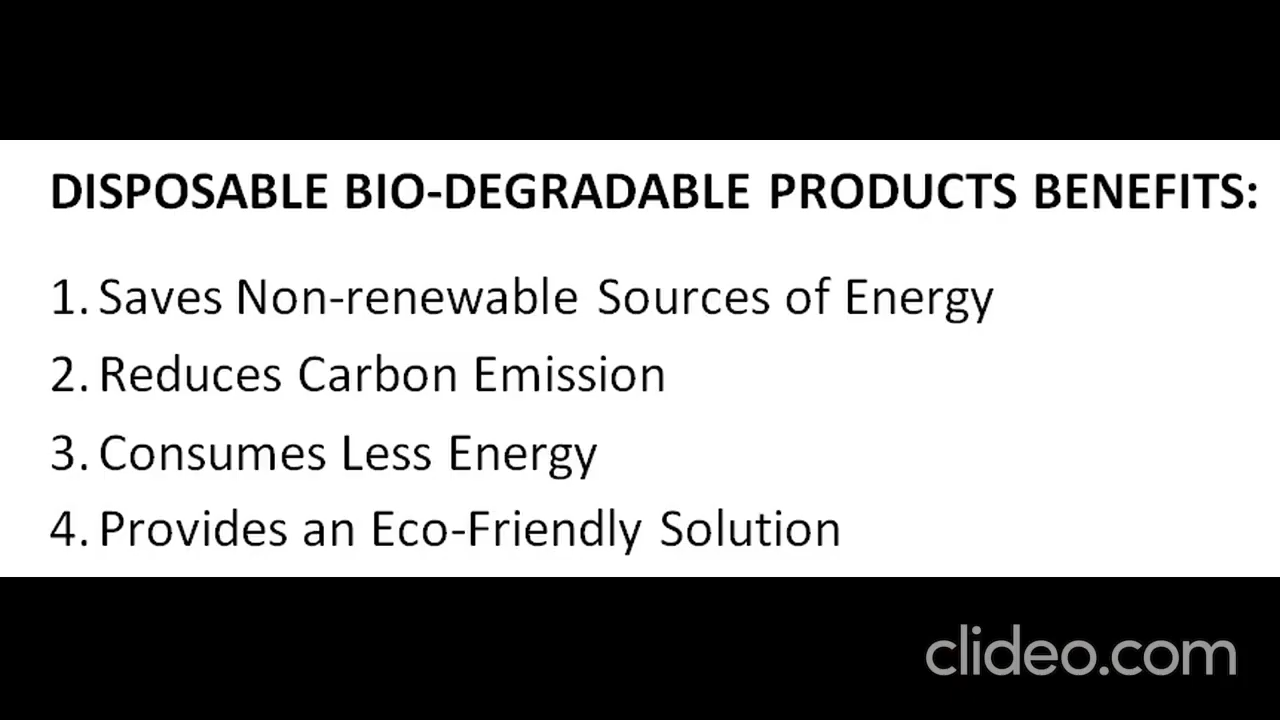 DISPOSABLE BIO-DEGRADABLE PRODUCTS BENEFITS:
1. Saves Non-renewable Sources of Energy
2. Reduces Carbon Emission
3. Consumes Less Energy
4. Provides an Eco-Friendly Solution
clideo.com